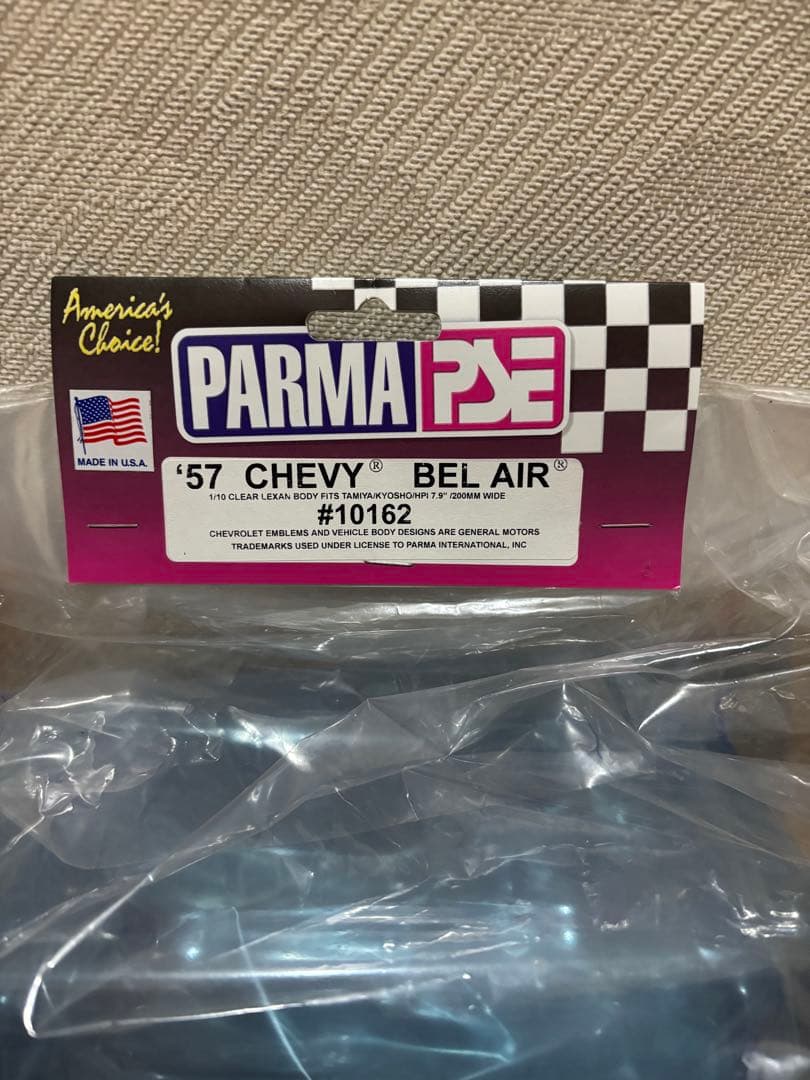 America's
Choice!
PARMA PSE
MADE IN U.S.A.
'57 CHEVY® BEL AIR®
1/10 CLEAR LEXAN BODY FITS TAMIYA/KYOSHO/HPI 7.9" /200MM WIDE
#10162
CHEVROLET EMBLEMS AND VEHICLE BODY DESIGNS ARE GENERAL MOTORS
TRADEMARKS USED UNDER LICENSE TO PARMA INTERNATIONAL, INC